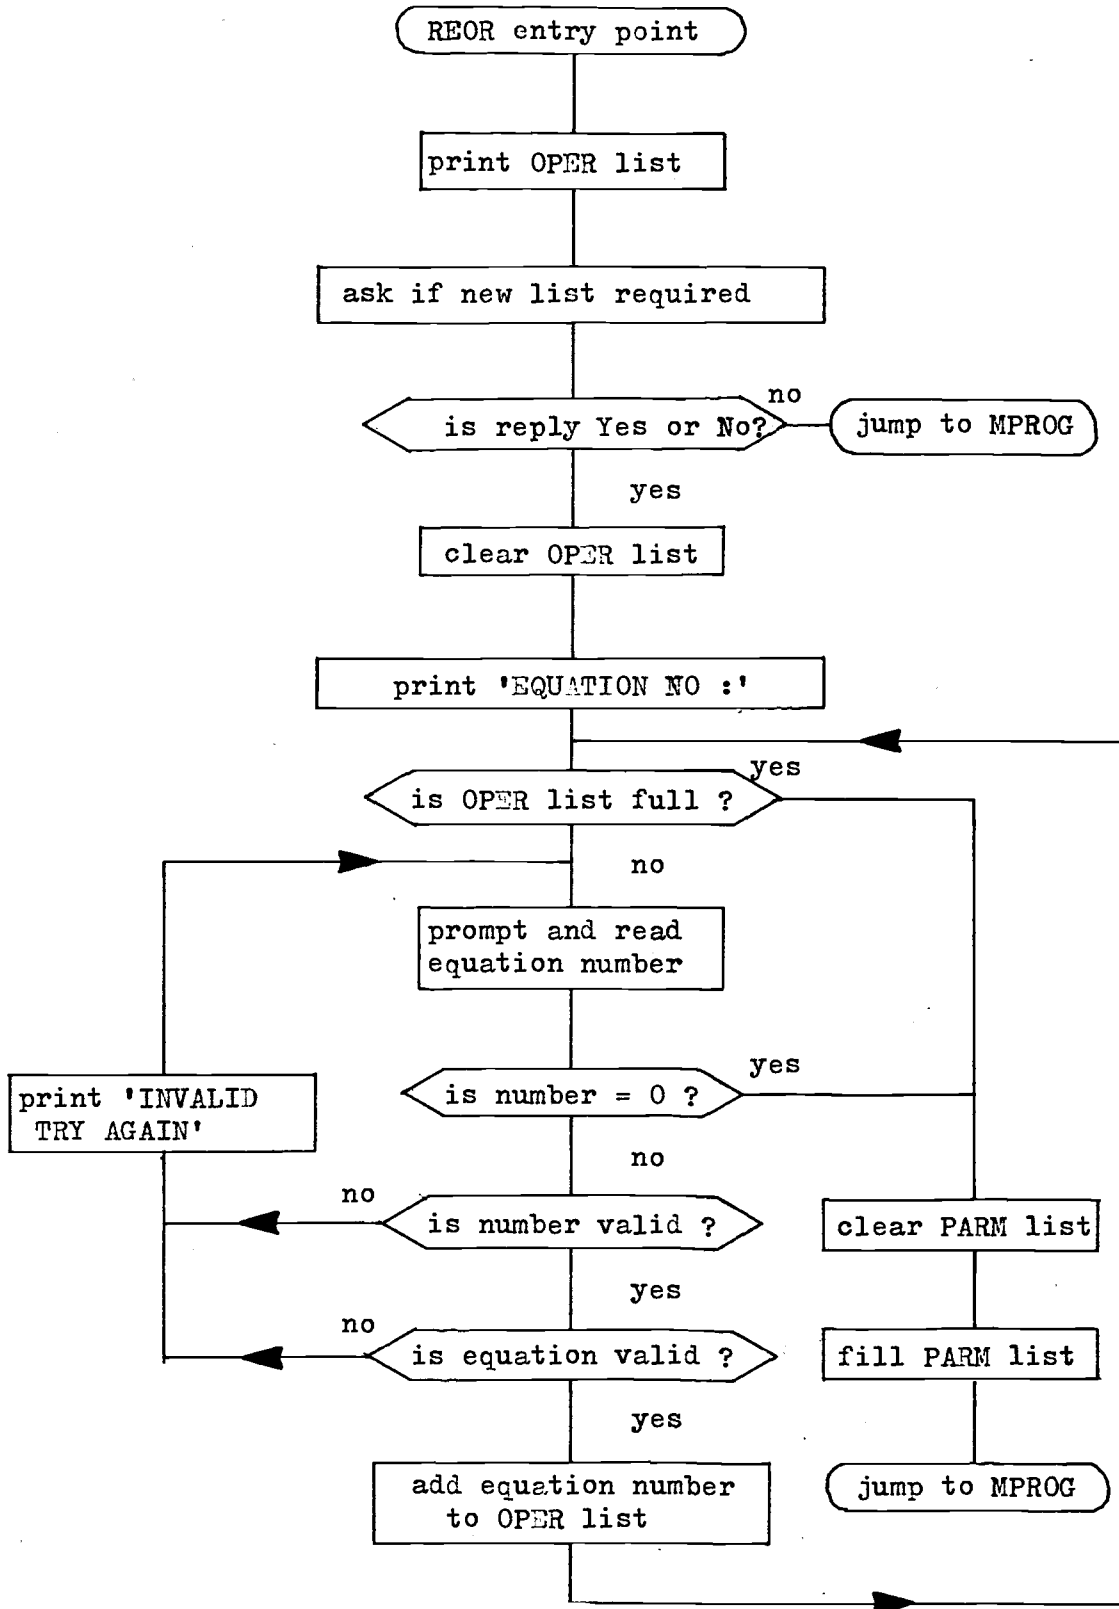 REOR entry point
print OPER list
ask if new list required
no
is reply Yes or No?
jump to MPROG
yes
clear OPER list
print 'EQUATION NO :'
yes
is OPER list full ?
no
prompt and read
equation number
yes
is number = 0 ?
print 'INVALID
TRY AGAIN'
no
no
is number valid ?
clear PARM list
yes
no
is equation valid ?
fill PARM list
yes
add equation number
to OPER list
jump to MPROG